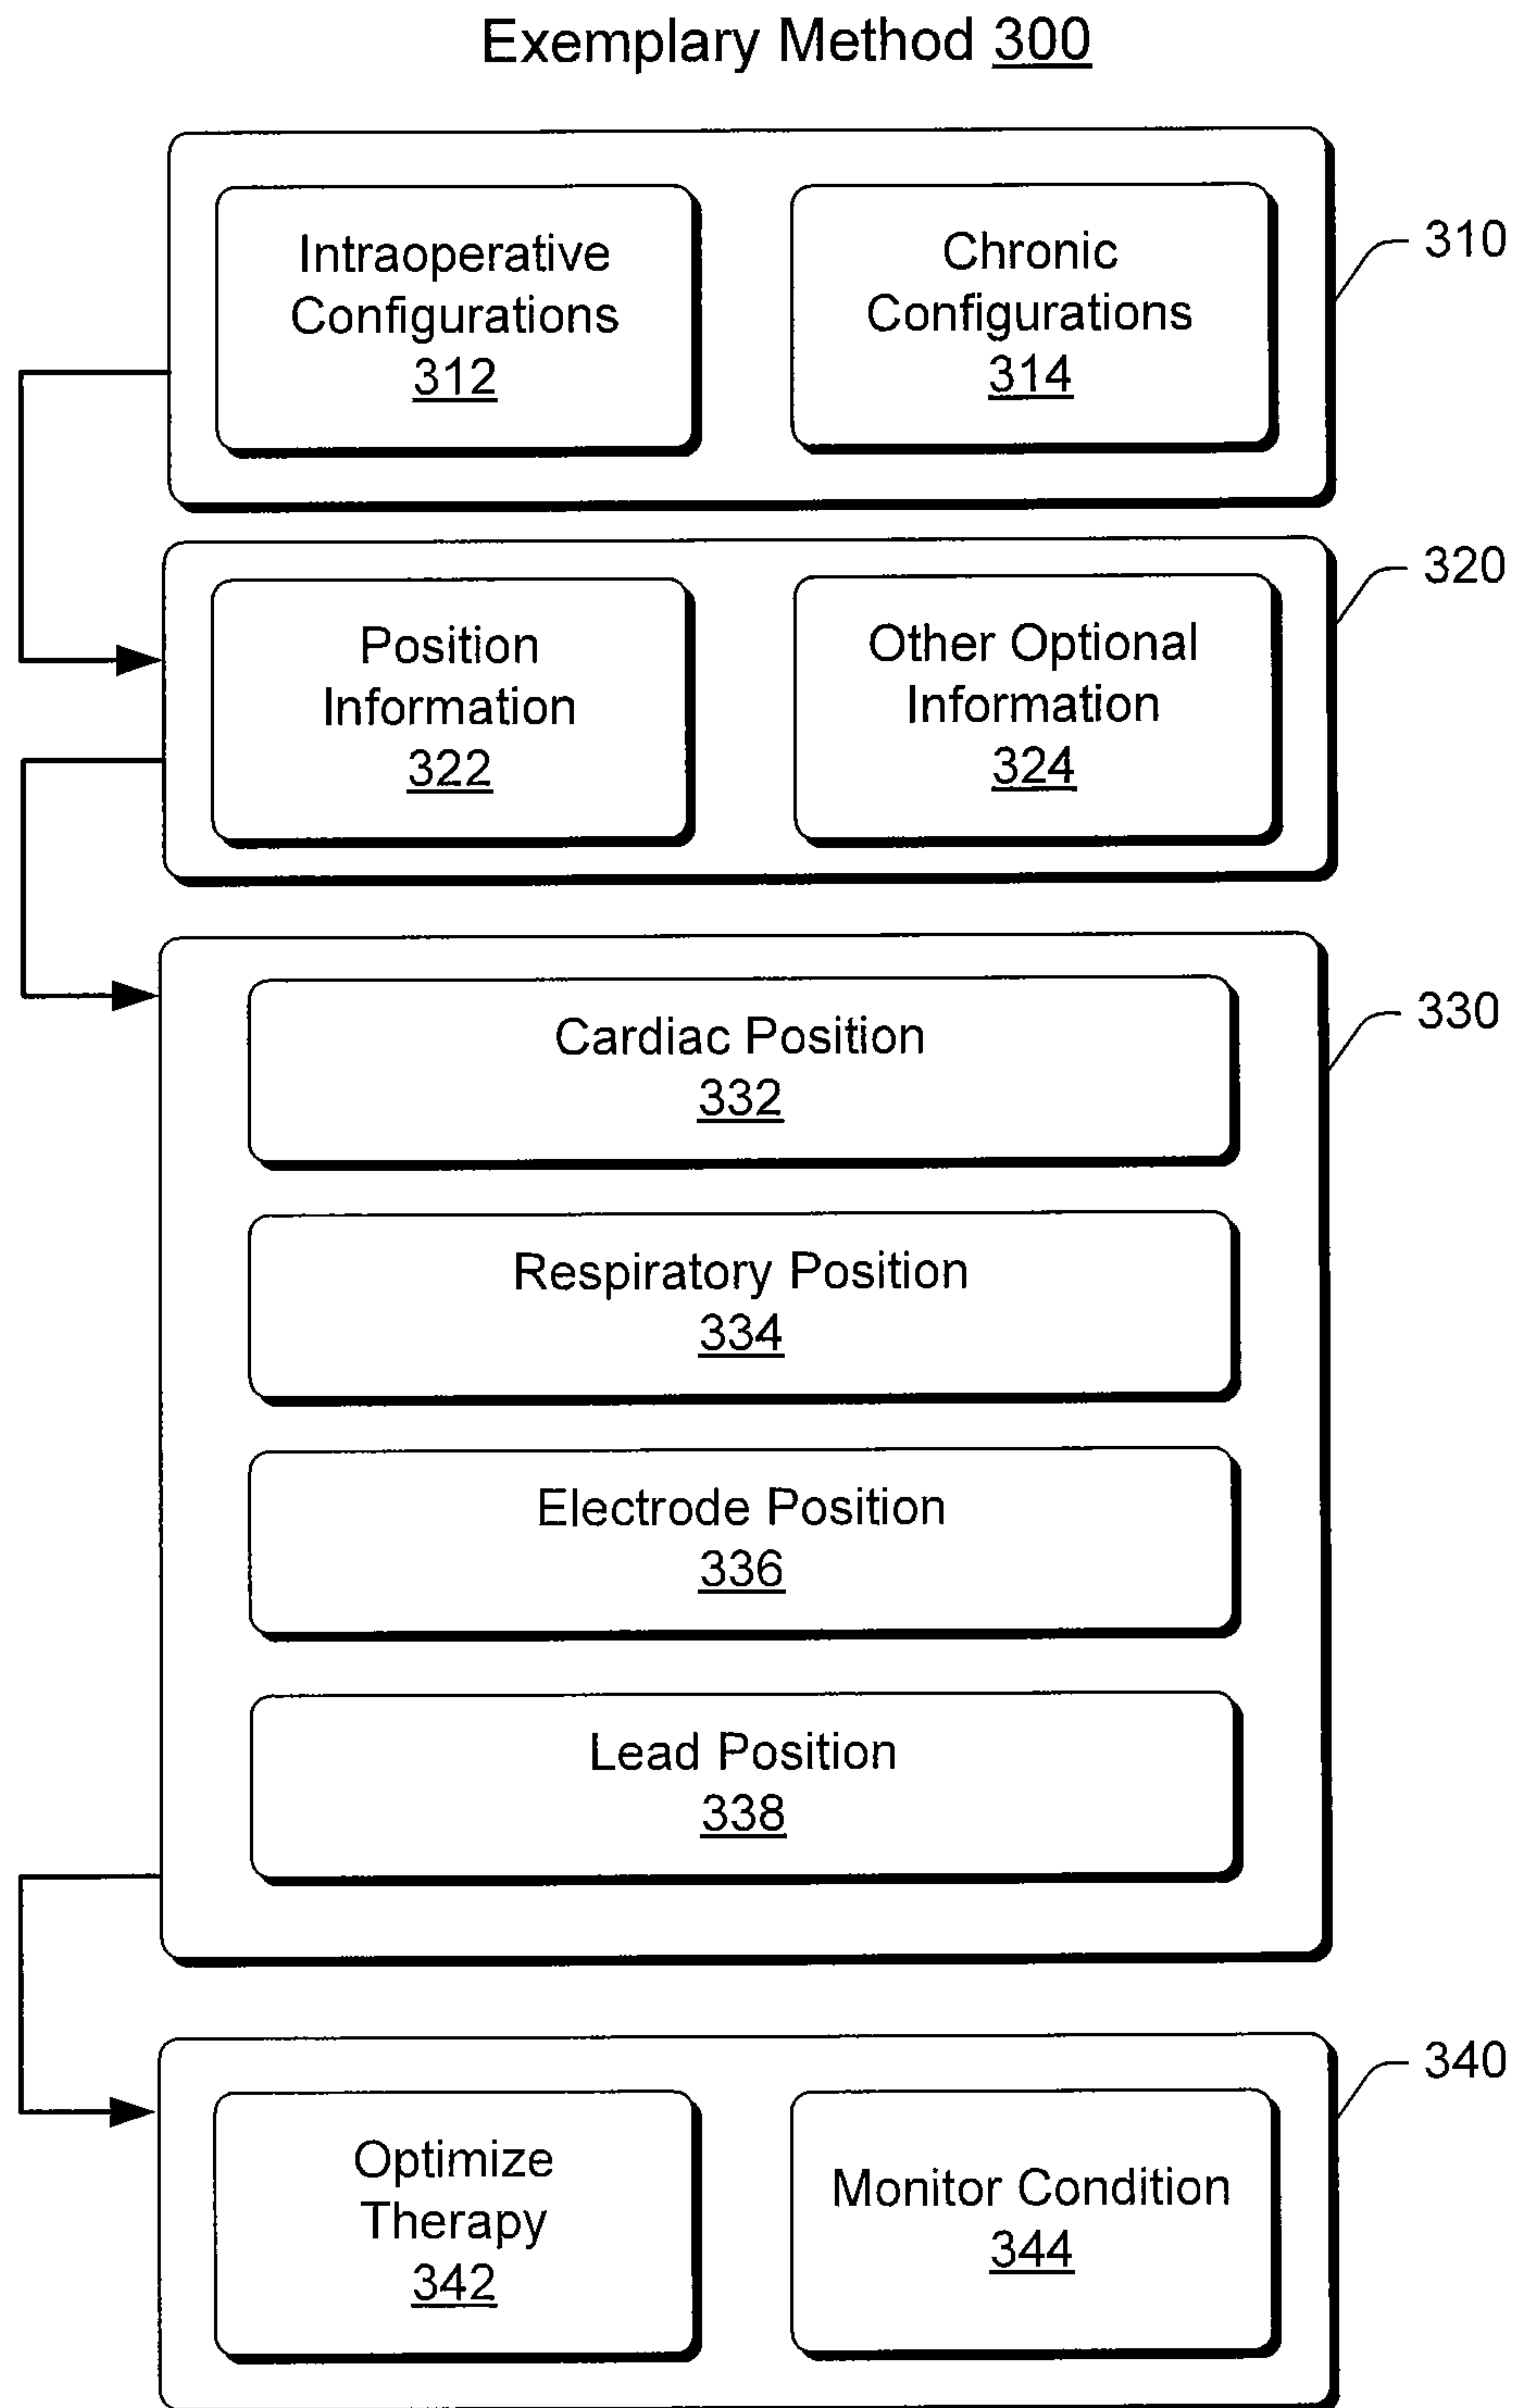 Exemplary Method 300
Intraoperative
Configurations
312
Chronic
Configurations
314
310
Position
Information
322
Other Optional
Information
324
320
Cardiac Position
332
Respiratory Position
334
Electrode Position
336
Lead Position
338
330
Optimize
Therapy
342
Monitor Condition
344
340